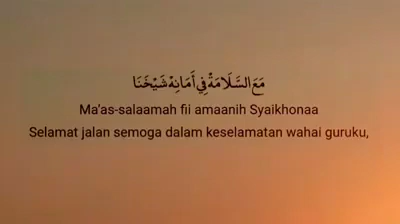 مَعَ السَّلَامَةْ فِي أَمَانِهْ شَيْخَنَا
Ma'as-salaamah fii amaanih Syaikhonaa
Selamat jalan semoga dalam keselamatan wahai guruku,